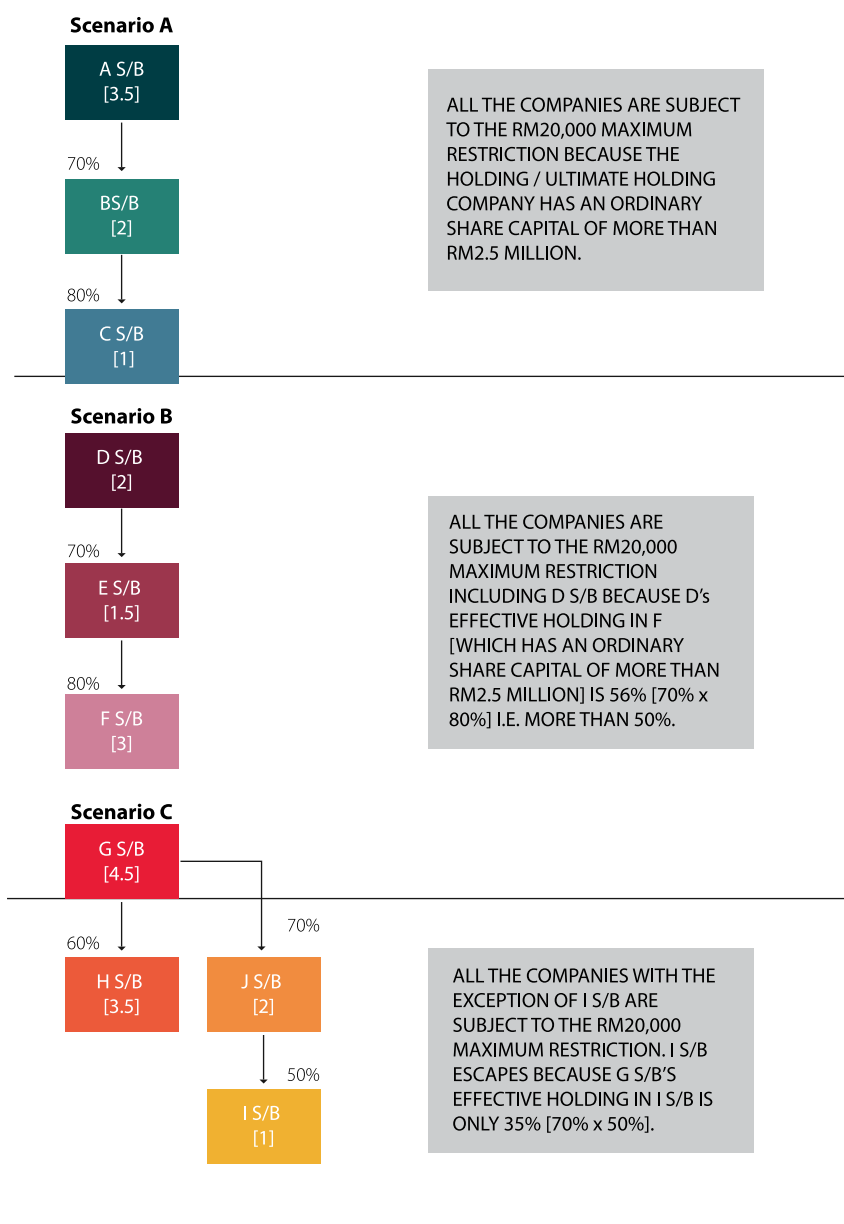 Scenario A
A S/B
[3.5]
70%
BS/B
[2]
80%
C S/B
[1]
ALL THE COMPANIES ARE SUBJECT
TO THE RM20,000 MAXIMUM
RESTRICTION BECAUSE THE
HOLDING / ULTIMATE HOLDING
COMPANY HAS AN ORDINARY
SHARE CAPITAL OF MORE THAN
RM2.5 MILLION.
Scenario B
D S/B
[2]
70%
E S/B
[1.5]
80%
F S/B
[3]
ALL THE COMPANIES ARE
SUBJECT TO THE RM20,000
MAXIMUM RESTRICTION
INCLUDING D S/B BECAUSE D's
EFFECTIVE HOLDING IN F
[WHICH HAS AN ORDINARY
SHARE CAPITAL OF MORE THAN
RM2.5 MILLION] IS 56% [70% x
80%] I.E. MORE THAN 50%.
Scenario C
G S/B
[4.5]
60%
70%
H S/B
[3.5]
J S/B
[2]
50%
I S/B
[1]
ALL THE COMPANIES WITH THE
EXCEPTION OF I S/B ARE
SUBJECT TO THE RM20,000
MAXIMUM RESTRICTION. I S/B
ESCAPES BECAUSE G S/B'S
EFFECTIVE HOLDING IN I S/B IS
ONLY 35% [70% x 50%].